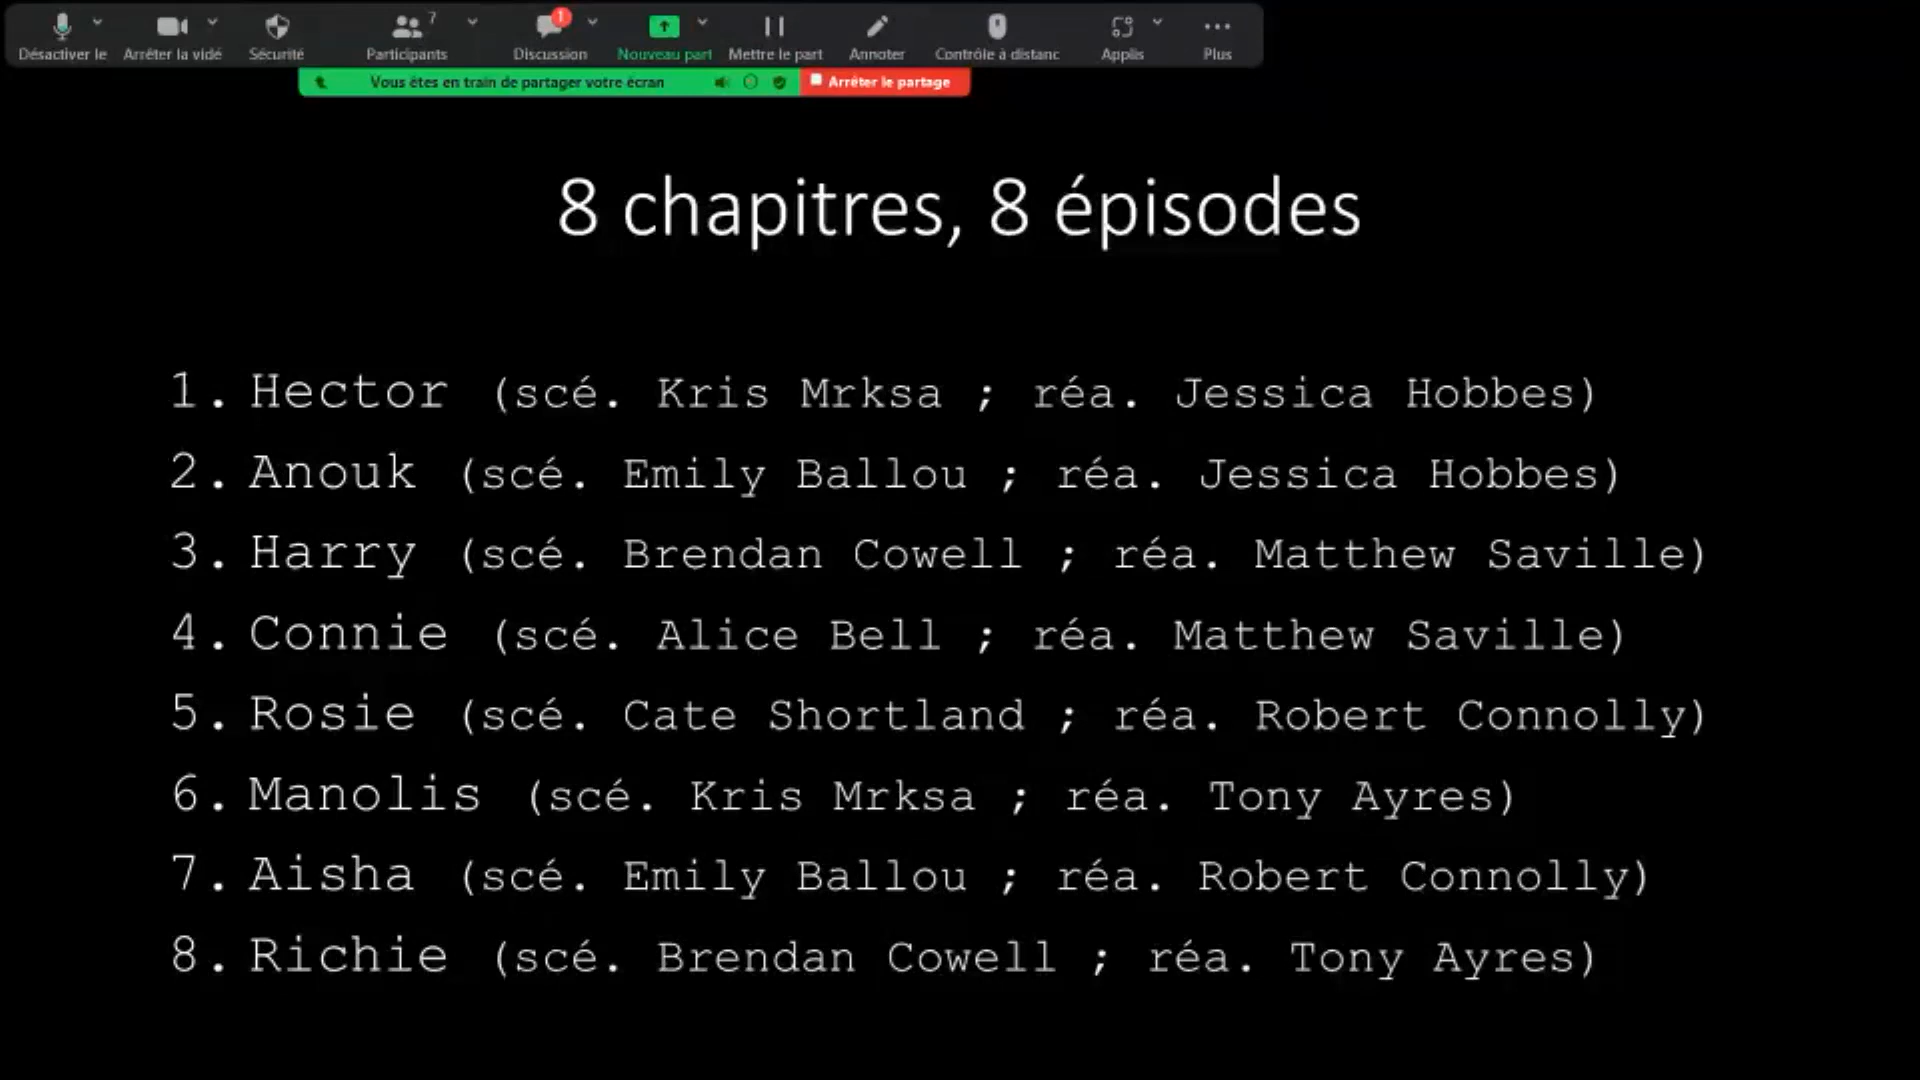 7
1
Désactiver le Arrêter la vidé Sécurité Participants Discussion Nouveau part Mettre le part Annoter Contrôle à distanc Applis Plus
Vous êtes en train de partager votre écran Arrêter le partage
8 chapitres, 8 épisodes
1. Hector (scé. Kris Mrksa ; réa. Jessica Hobbes)
2. Anouk (scé. Emily Ballou ; réa. Jessica Hobbes)
3. Harry (scé. Brendan Cowell ; réa. Matthew Saville)
4. Connie (scé. Alice Bell ; réa. Matthew Saville)
5. Rosie (scé. Cate Shortland ; réa. Robert Connolly)
6. Manolis (scé. Kris Mrksa ; réa. Tony Ayres)
7. Aisha (scé. Emily Ballou ; réa. Robert Connolly)
8. Richie (scé. Brendan Cowell ; réa. Tony Ayres)